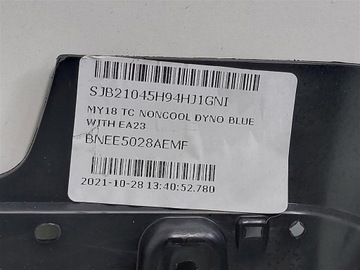 SJB21045H94HJ1GNI
MY18 TC NONCOOL DYNO BLUE
WITH EA23
BNEE5028AEMF
2021-10-28 13:40:52.780